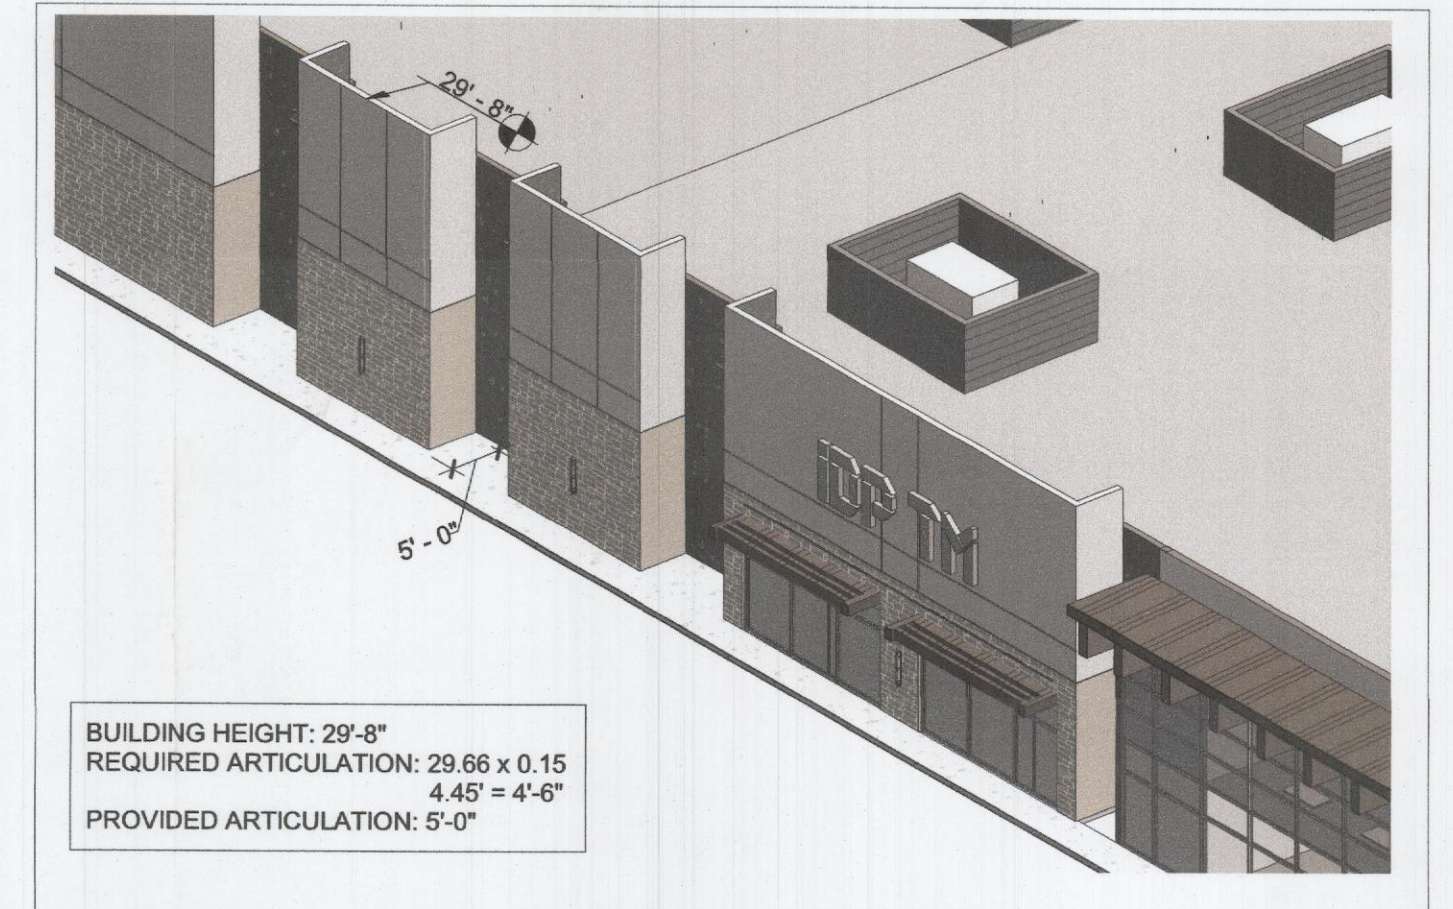 29' - 8"
iDP TM
5' - 0"
BUILDING HEIGHT: 29'-8"
REQUIRED ARTICULATION: 29.66 x 0.15
4.45' = 4'-6"
PROVIDED ARTICULATION: 5'-0"